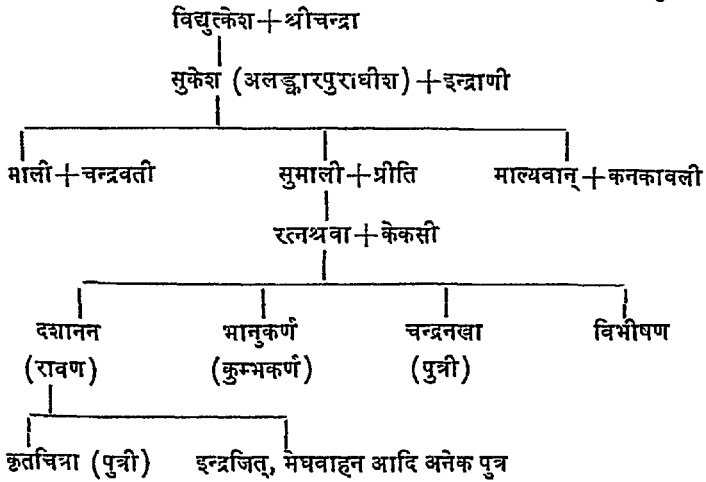 विद्युत्केश+श्रीचन्द्रा
सुकेश (अलङ्कारपुराधीश)+इन्द्राणी
माली+चन्द्रवती सुमाली+प्रीति माल्यवान्+कनकावली
रत्नश्रवा+केकसी
दशानन भानुकर्ण चन्द्रनखा विभीषण
(रावण) (कुम्भकर्ण) (पुत्री)
कृतचित्रा (पुत्री) इन्द्रजित्, मेघवाहन आदि अनेक पुत्र